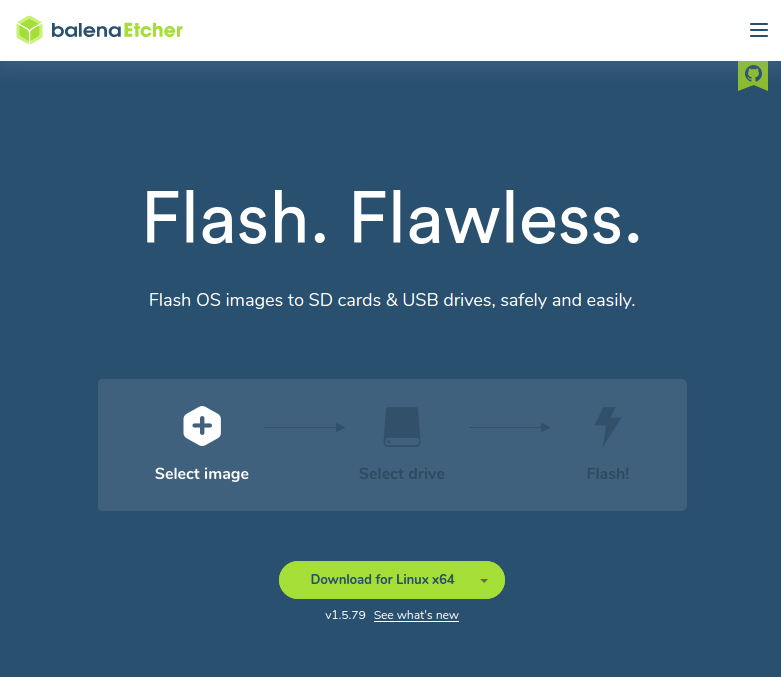 balenaEtcher
Flash. Flawless.
Flash OS images to SD cards & USB drives, safely and easily.
Select image
Select drive
Flash!
Download for Linux x64
v1.5.79 See what's new